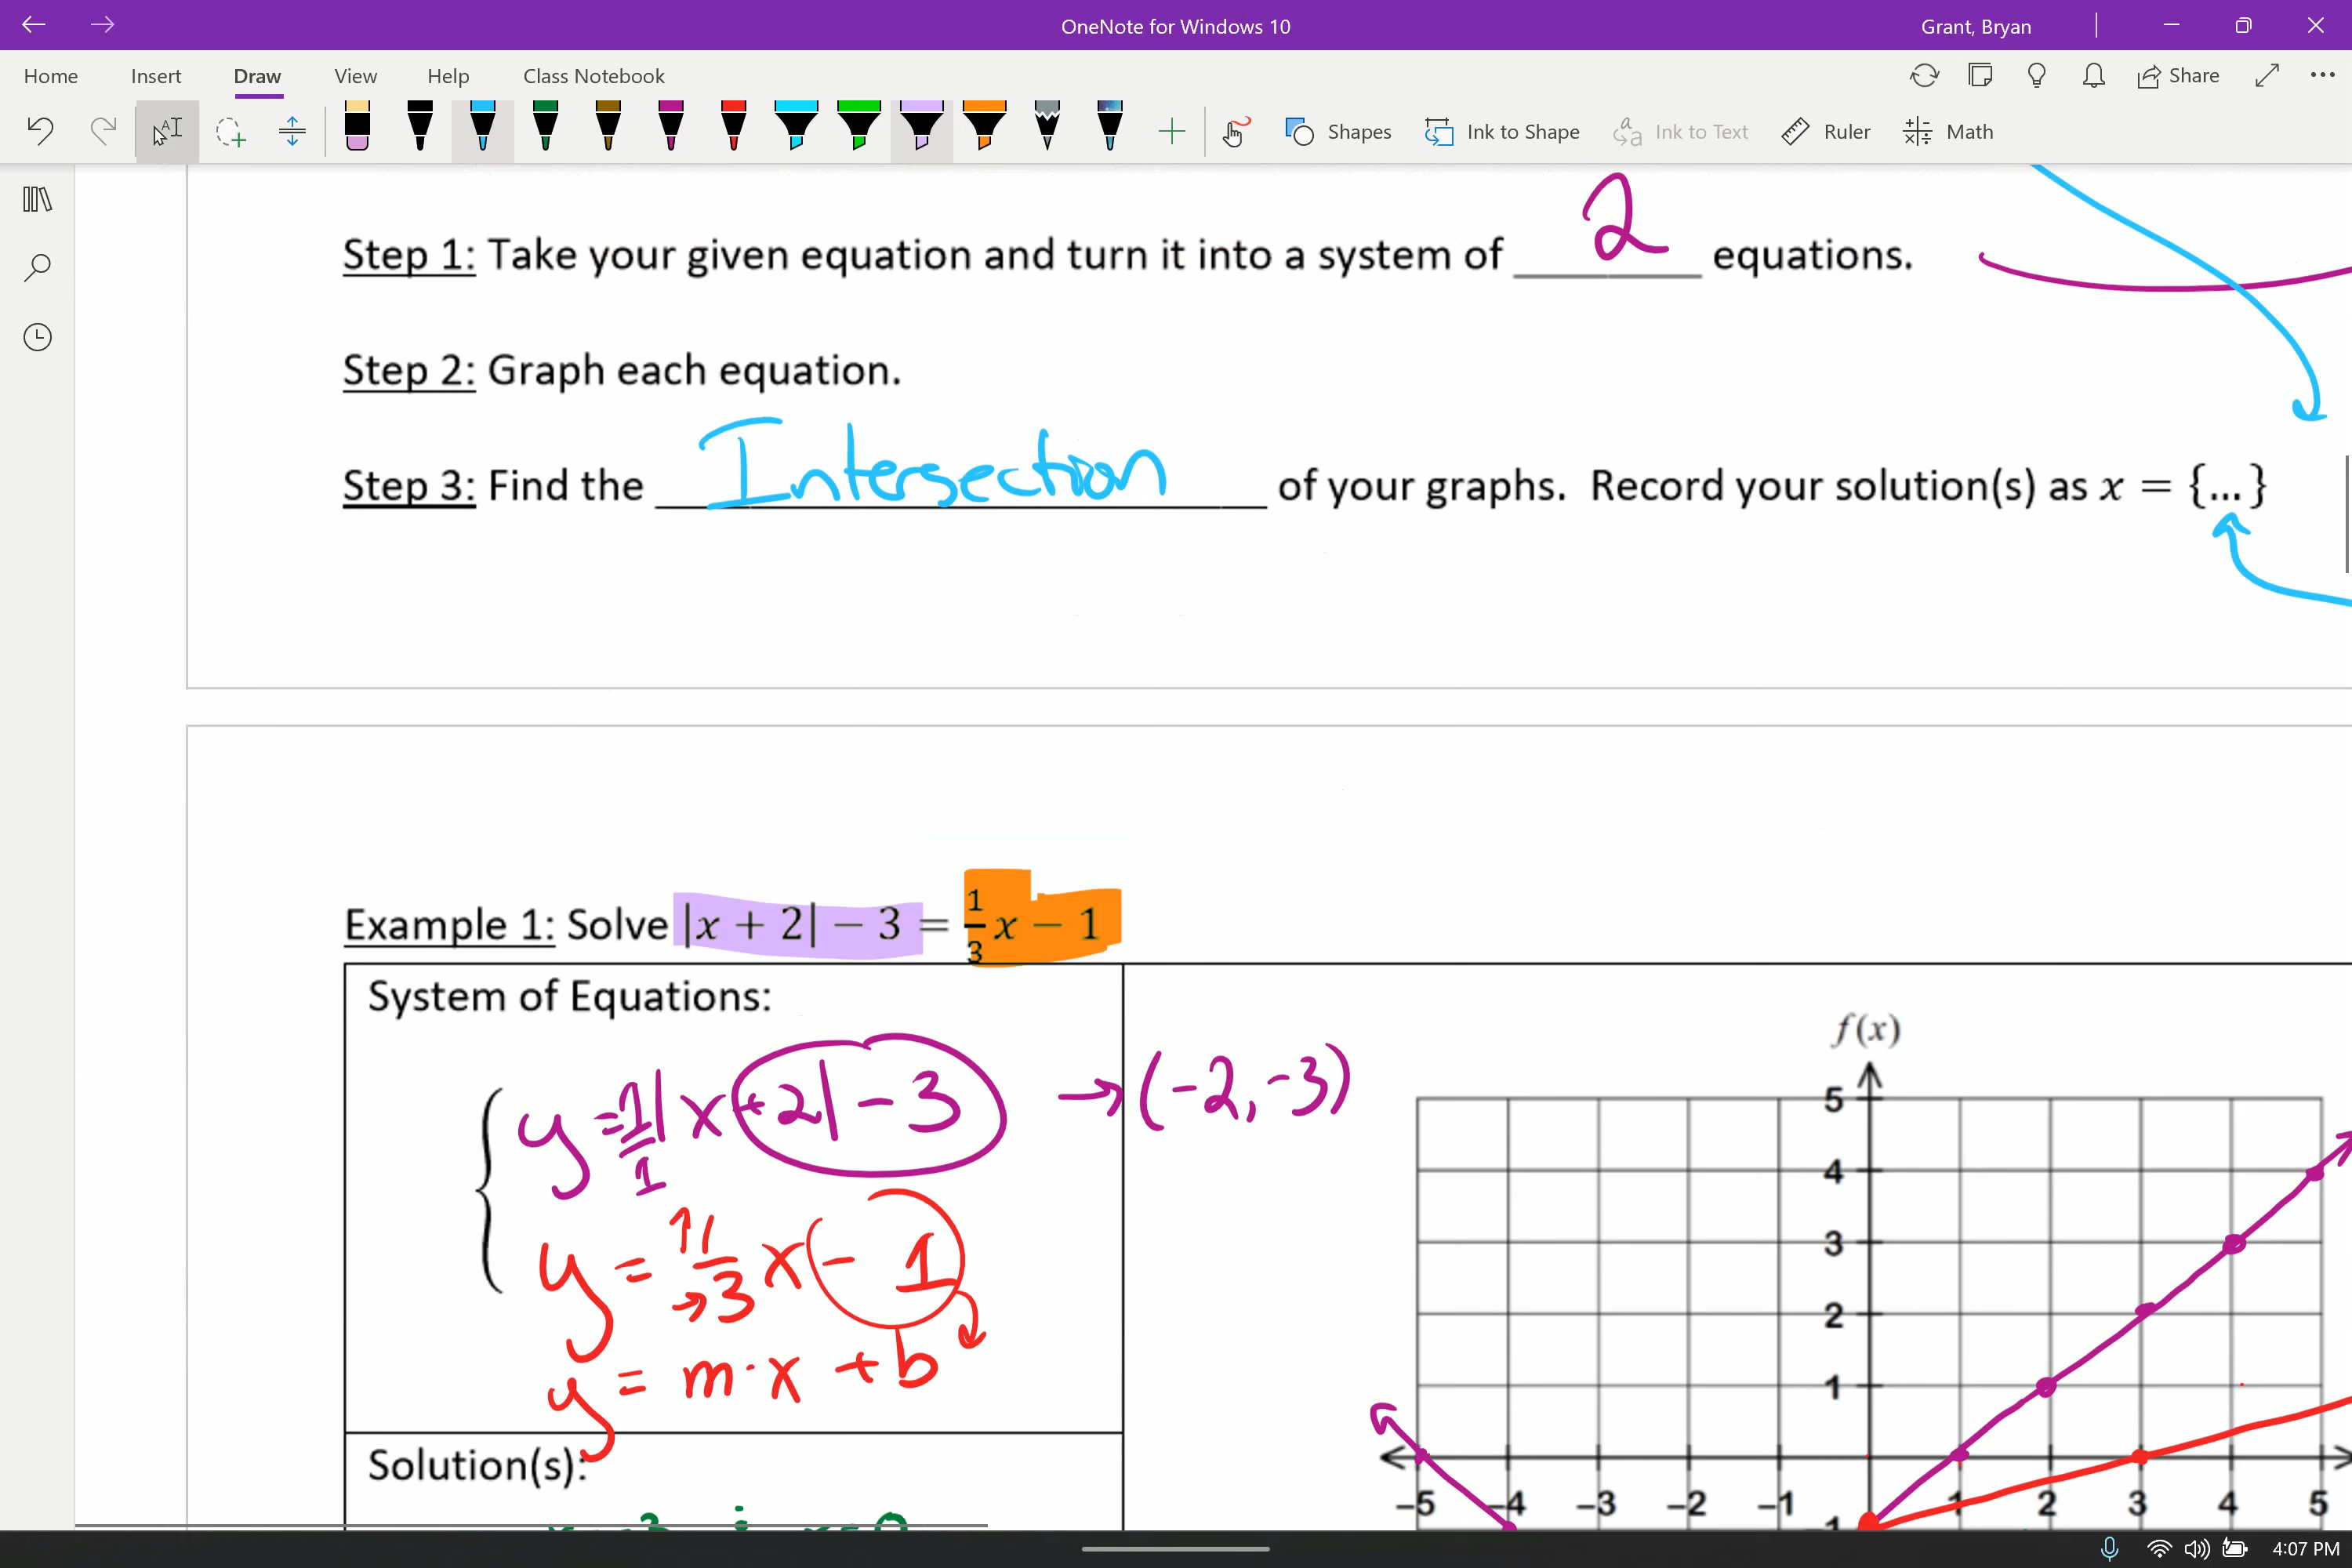 OneNote for Windows 10
Grant, Bryan
Home Insert Draw View Help Class Notebook Share
Shapes Ink to Shape Ink to Text Ruler Math
Step 1: Take your given equation and turn it into a system of 2 equations.
Step 2: Graph each equation.
Step 3: Find the Intersection of your graphs. Record your solution(s) as x = {...}
Example 1: Solve |x + 2| − 3 = 1/3 x − 1
System of Equations:
y = 1/1 |x+2| − 3 → (-2, -3)
y = 1/3 x − 1
y = m·x + b
Solution(s):
f(x)
5
4
3
2
1
−5 −4 −3 −2 −1 1 2 3 4 5
4:07 PM